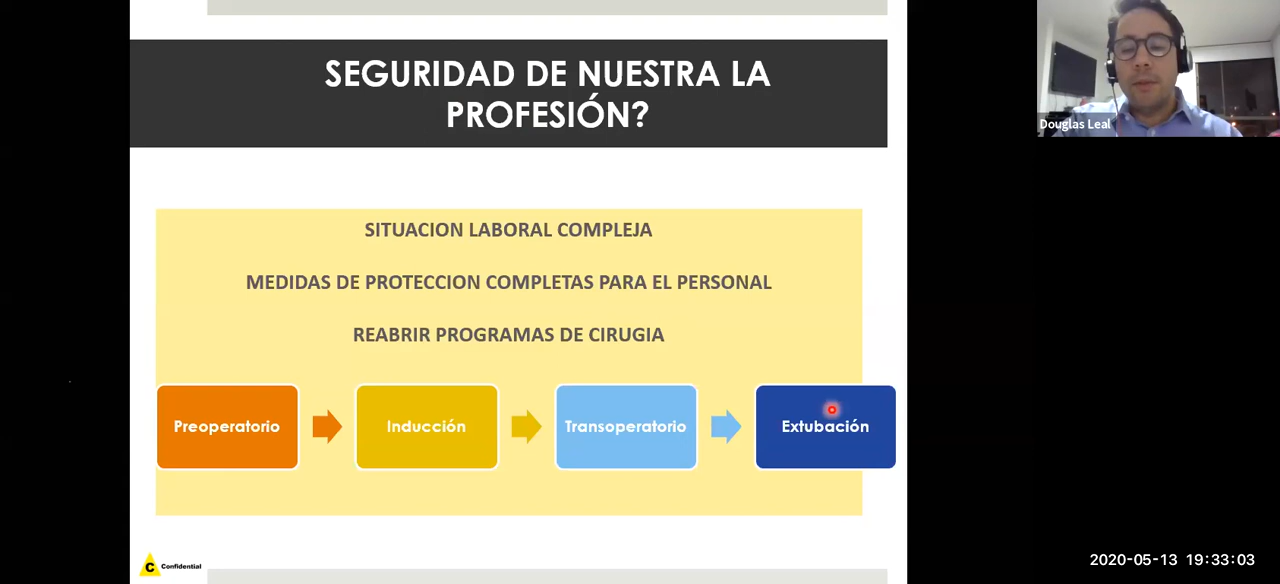 SEGURIDAD DE NUESTRA LA
PROFESIÓN?
Douglas Leal
SITUACION LABORAL COMPLEJA
MEDIDAS DE PROTECCION COMPLETAS PARA EL PERSONAL
REABRIR PROGRAMAS DE CIRUGIA
Preoperatorio
Inducción
Transoperatorio
Extubación
C Confidential
2020-05-13 19:33:03